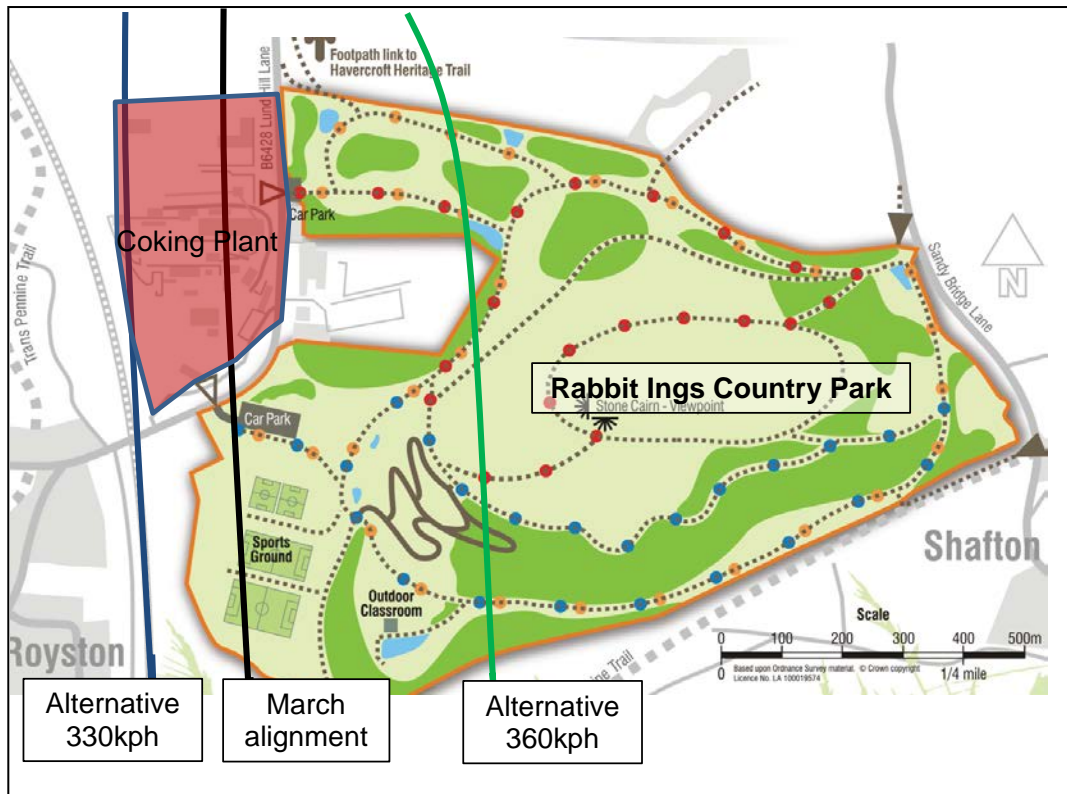 Footpath link to
Havercroft Heritage Trail
B6428 Lund Hill Lane
Car Park
Coking Plant
Trans Pennine Trail
N
Sandy Bridge Lane
Rabbit Ings Country Park
Stone Cairn - Viewpoint
Car Park
Sports
Ground
Outdoor
Classroom
Shafton
Royston
Trail
Scale
0 100 200 300 400 500m
0 1/4 mile
Based upon Ordnance Survey material. © Crown copyright
Licence No. LA 100019574
Alternative
330kph
March
alignment
Alternative
360kph